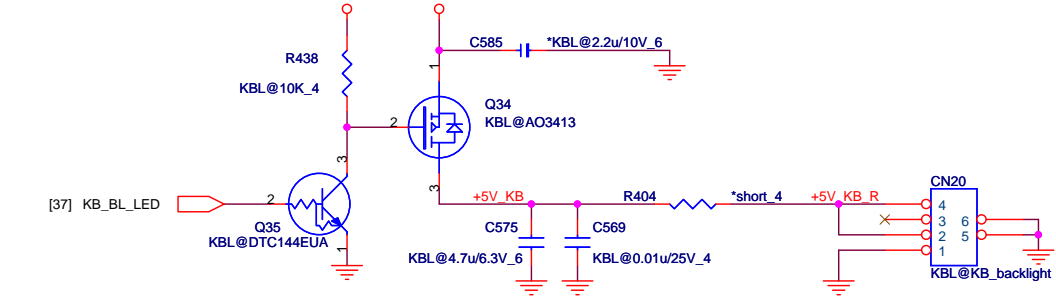 C585
*KBL@2.2u/10V_6
R438
1
KBL@10K_4
Q34
KBL@AO3413
2
3
3
[37] KB_BL_LED
2
+5V_KB
R404
*short_4
+5V_KB_R
CN20
4
3
2
1
6
5
Q35
KBL@DTC144EUA
1
C575
C569
KBL@4.7u/6.3V_6
KBL@0.01u/25V_4
KBL@KB_backlight